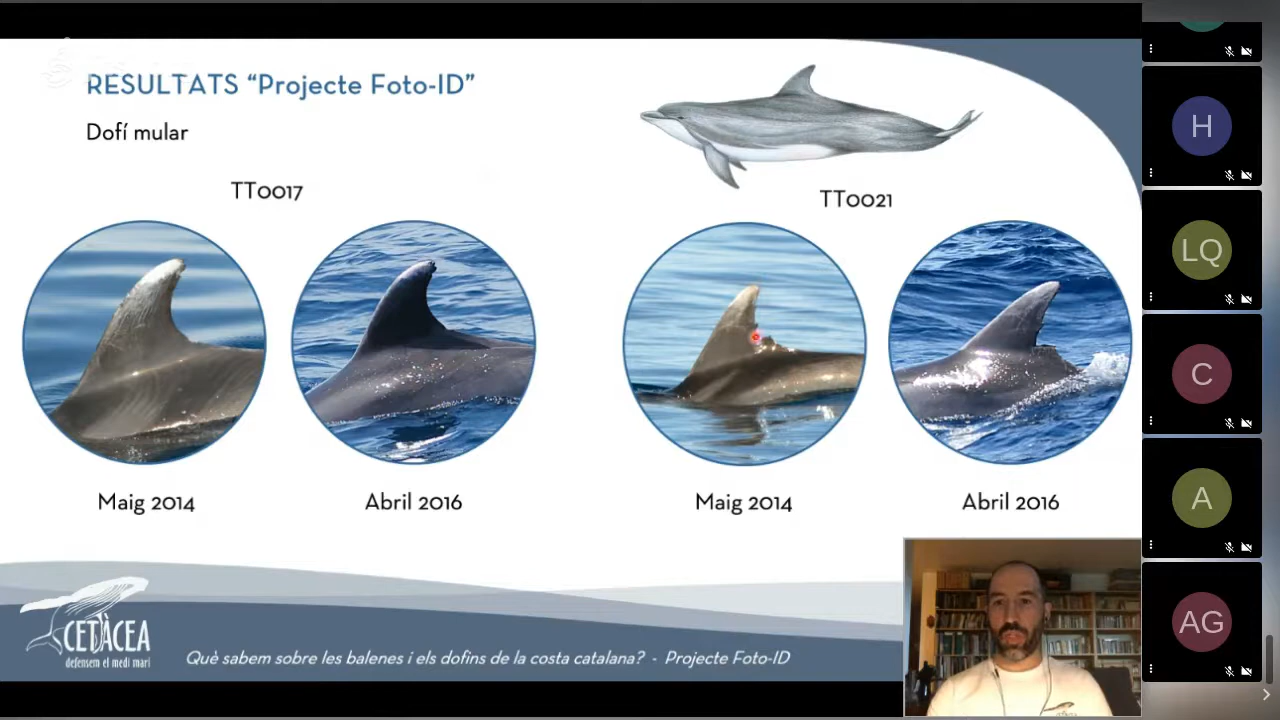 RESULTATS “Projecte Foto-ID”
Dofí mular
TT0017
TT0021
Maig 2014
Abril 2016
Maig 2014
Abril 2016
CETÀCEA
defensem el medi marí
Què sabem sobre les balenes i els dofins de la costa catalana? - Projecte Foto-ID
H
LQ
C
A
AG